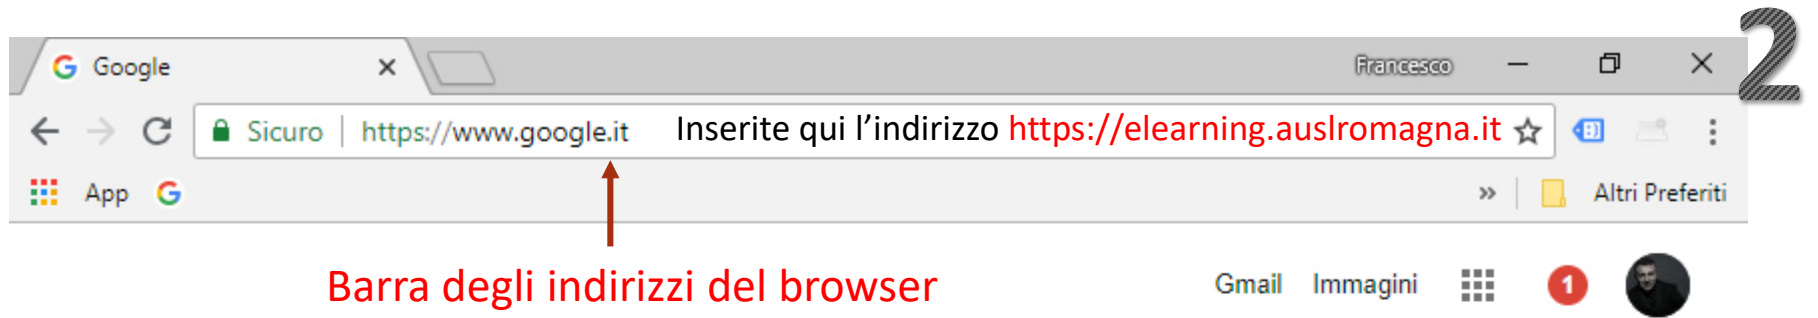 2
Google
Francesco
Sicuro | https://www.google.it Inserite qui l’indirizzo https://elearning.auslromagna.it
App
» Altri Preferiti
Barra degli indirizzi del browser
Gmail Immagini 1